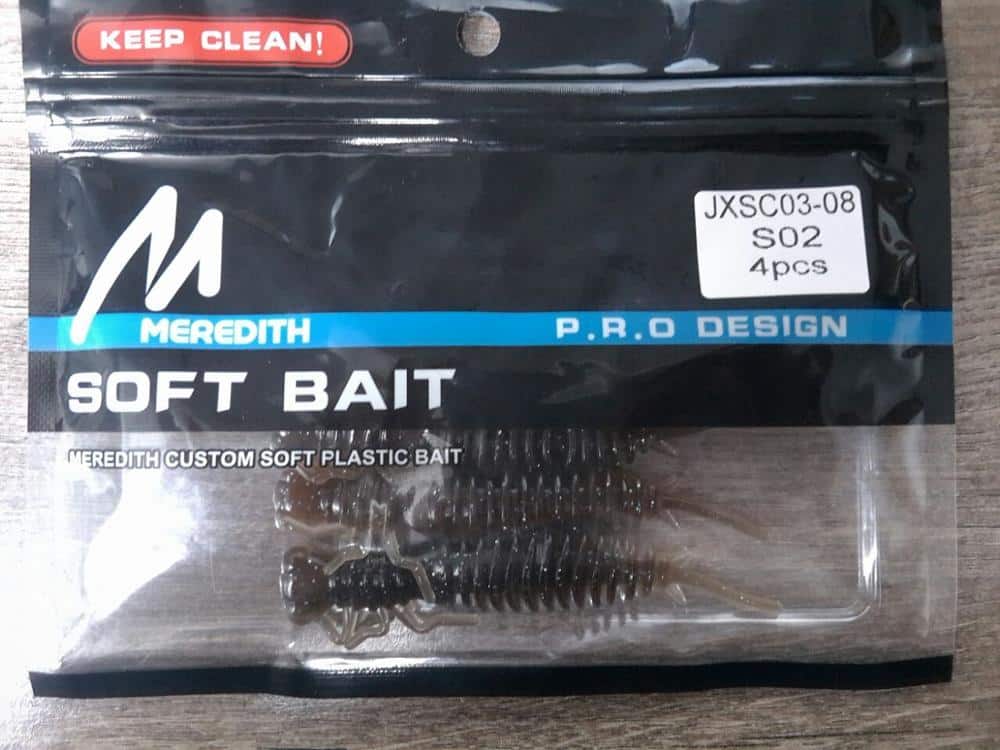 KEEP CLEAN!
JXSC03-08
S02
4pcs
MEREDITH
P.R.O DESIGN
SOFT BAIT
MEREDITH CUSTOM SOFT PLASTIC BAIT